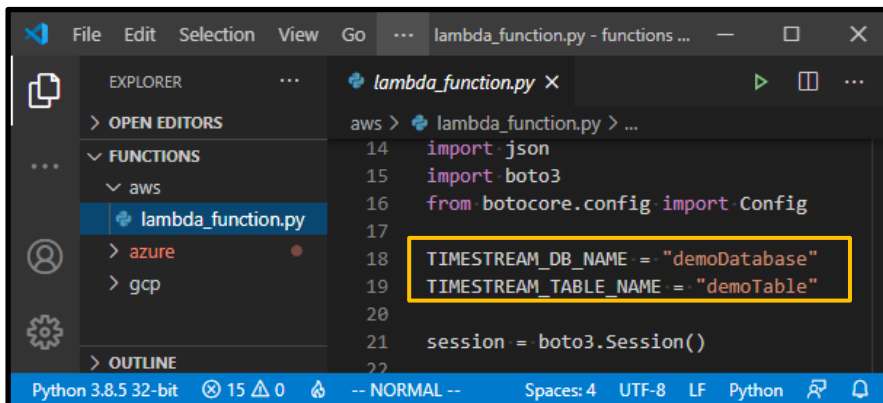 File Edit Selection View Go ··· lambda_function.py - functions ...
EXPLORER ···
OPEN EDITORS
FUNCTIONS
aws
lambda_function.py
azure
gcp
OUTLINE
lambda_function.py
aws > lambda_function.py > ...
14 import json
15 import boto3
16 from botocore.config import Config
17
18 TIMESTREAM_DB_NAME = "demoDatabase"
19 TIMESTREAM_TABLE_NAME = "demoTable"
20
21 session = boto3.Session()
22
Python 3.8.5 32-bit 15 0 -- NORMAL -- Spaces: 4 UTF-8 LF Python